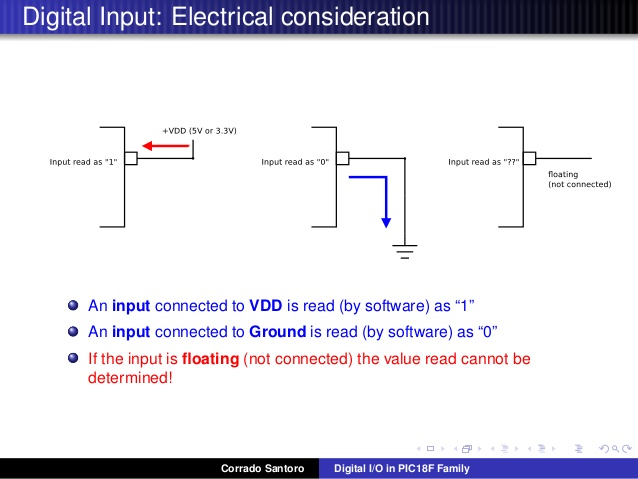 Digital Input: Electrical consideration
+VDD (5V or 3.3V)
Input read as "1"
Input read as "0"
Input read as "??"
floating
(not connected)
An input connected to VDD is read (by software) as “1”
An input connected to Ground is read (by software) as “0”
If the input is floating (not connected) the value read cannot be
determined!
Corrado Santoro
Digital I/O in PIC18F Family